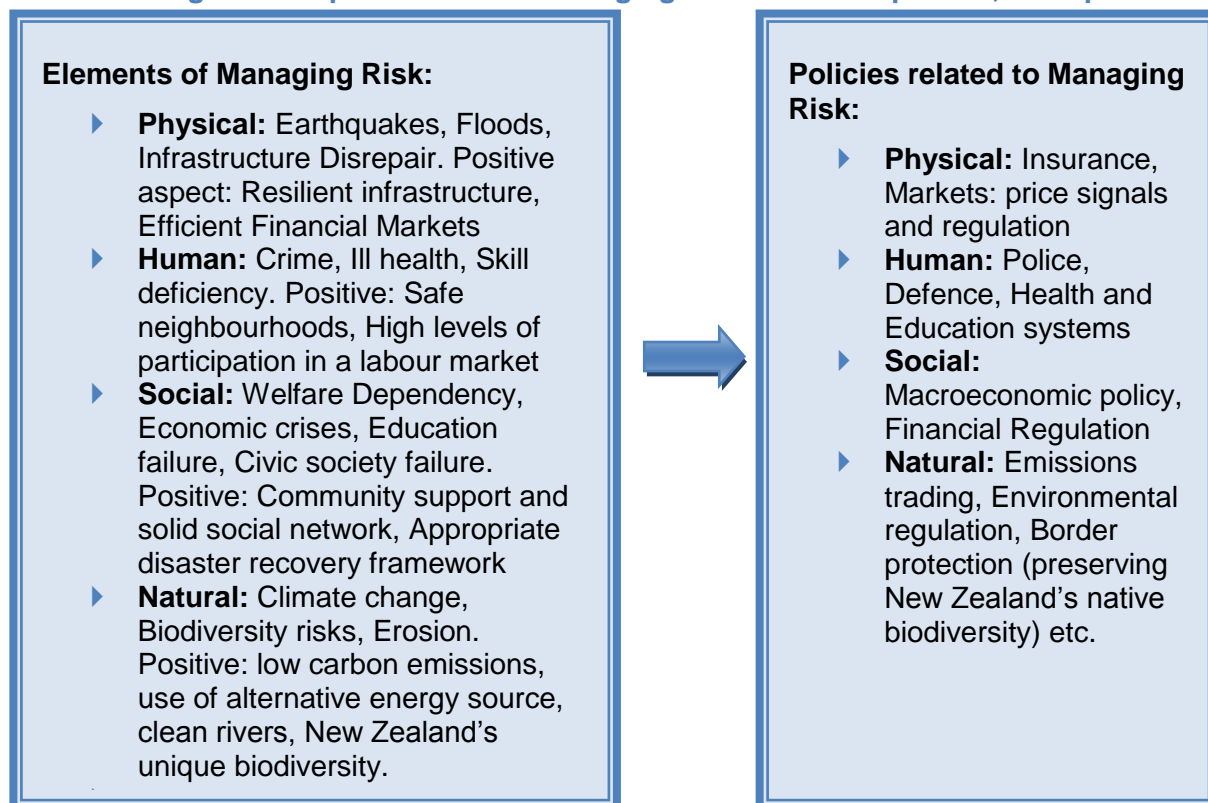 Elements of Managing Risk:
Physical: Earthquakes, Floods,
Infrastructure Disrepair. Positive
aspect: Resilient infrastructure,
Efficient Financial Markets
Human: Crime, Ill health, Skill
deficiency. Positive: Safe
neighbourhoods, High levels of
participation in a labour market
Social: Welfare Dependency,
Economic crises, Education
failure, Civic society failure.
Positive: Community support and
solid social network, Appropriate
disaster recovery framework
Natural: Climate change,
Biodiversity risks, Erosion.
Positive: low carbon emissions,
use of alternative energy source,
clean rivers, New Zealand’s
unique biodiversity.
Policies related to Managing
Risk:
Physical: Insurance,
Markets: price signals
and regulation
Human: Police,
Defence, Health and
Education systems
Social:
Macroeconomic policy,
Financial Regulation
Natural: Emissions
trading, Environmental
regulation, Border
protection (preserving
New Zealand’s native
biodiversity) etc.